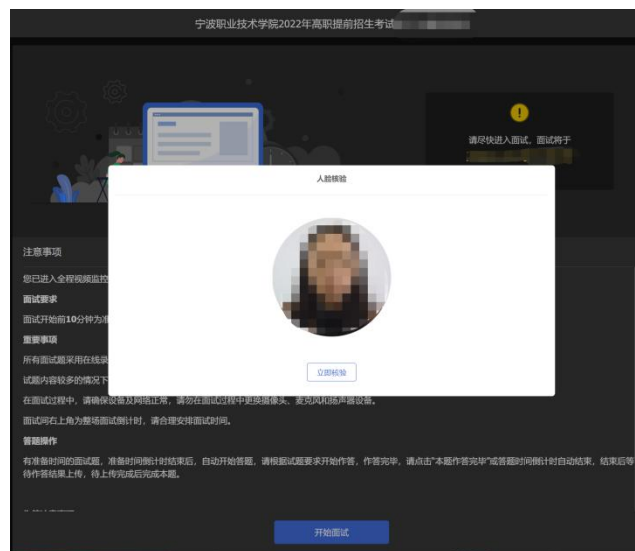 宁波职业技术学院2022年高职提前招生考试
请尽快进入面试，面试将于
人脸核验
立即核验
注意事项
您已进入全程视频监控
面试要求
面试开始前10分钟为准
重要事项
所有面试题采用在线录
试题内容较多的情况下
在面试过程中，请确保设备及网络正常，请勿在面试过程中更换摄像头、麦克风和扬声器设备。
面试间右上角为整场面试倒计时，请合理安排面试时间。
答题操作
有准备时间的面试题，准备时间倒计时结束后，自动开始答题，请根据试题要求开始作答，作答完毕，请点击"本题作答完毕"或答题时间倒计时自动结束，结束后等
待作答结果上传，待上传完成后完成本题。
开始面试